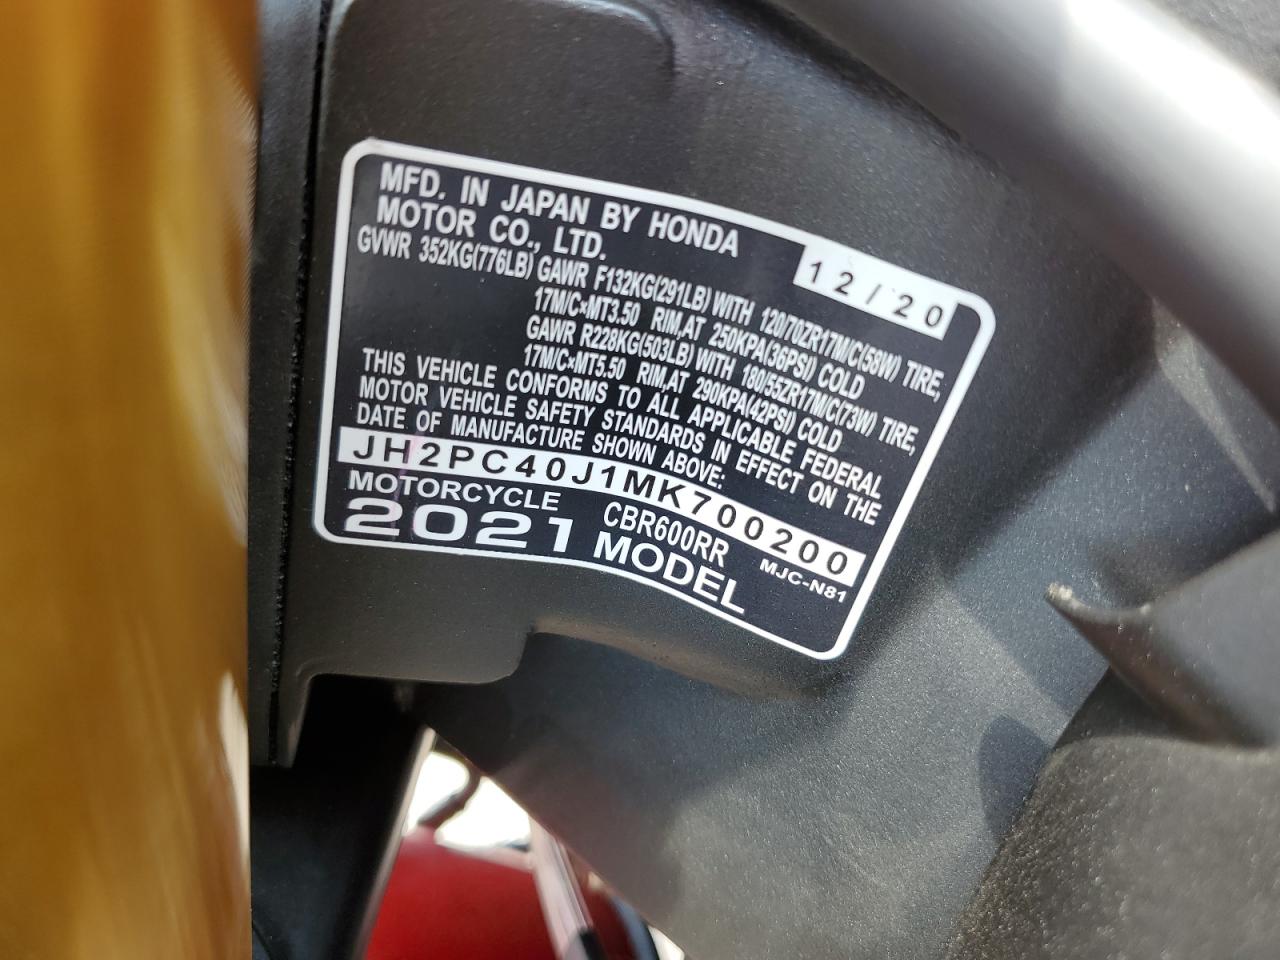 MFD. IN JAPAN BY HONDA
MOTOR CO., LTD.
12/20
GVWR 352KG(776LB) GAWR F132KG(291LB) WITH 120/70ZR17M/C(58W) TIRE,
17M/C×MT3.50 RIM,AT 250KPA(36PSI) COLD
GAWR R228KG(503LB) WITH 180/55ZR17M/C(73W) TIRE,
17M/C×MT5.50 RIM,AT 290KPA(42PSI) COLD
THIS VEHICLE CONFORMS TO ALL APPLICABLE FEDERAL
MOTOR VEHICLE SAFETY STANDARDS IN EFFECT ON THE
DATE OF MANUFACTURE SHOWN ABOVE:
JH2PC40J1MK700200
MOTORCYCLE CBR600RR MJC-N81
2021 MODEL